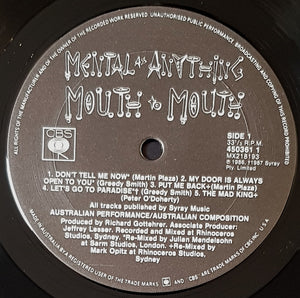 ALL RIGHTS OF THE MANUFACTURER AND OF THE OWNER OF THE RECORDED WORK RESERVED. UNAUTHORISED PUBLIC PERFORMANCE, BROADCASTING AND COPYING OF THIS RECORD PROHIBITED.
MENTAL AS ANYTHING
MOUTH to MOUTH
CBS
SIDE 1
33⅓ R.P.M.
450361 1
MX218193
℗ 1986, 1987 Syray
Pty. Limited
1. DON'T TELL ME NOW° (Martin Plaza) 2. MY DOOR IS ALWAYS
OPEN TO YOU° (Greedy Smith) 3. PUT ME BACK+ (Martin Plaza)
4. LET'S GO TO PARADISE*† (Greedy Smith) 5. THE MAD KING+
(Peter O'Doherty)
All tracks published by Syray Music
AUSTRALIAN PERFORMANCE/AUSTRALIAN COMPOSITION
Produced by Richard Gottehrer. Associate Producer:
Jeffrey Lesser. Recorded and Mixed at Rhinoceros
Studios, Sydney. *Re-Mixed by Julian Mendelsohn
at Sarm Studios, London. +Re-Mixed by
Mark Opitz at Rhinoceros Studios,
Sydney
MADE IN AUSTRALIA BY A REGISTERED USER OF THE TRADE MARKS AND CBS ARE TRADE MARKS OF CBS INC. U.S.A.